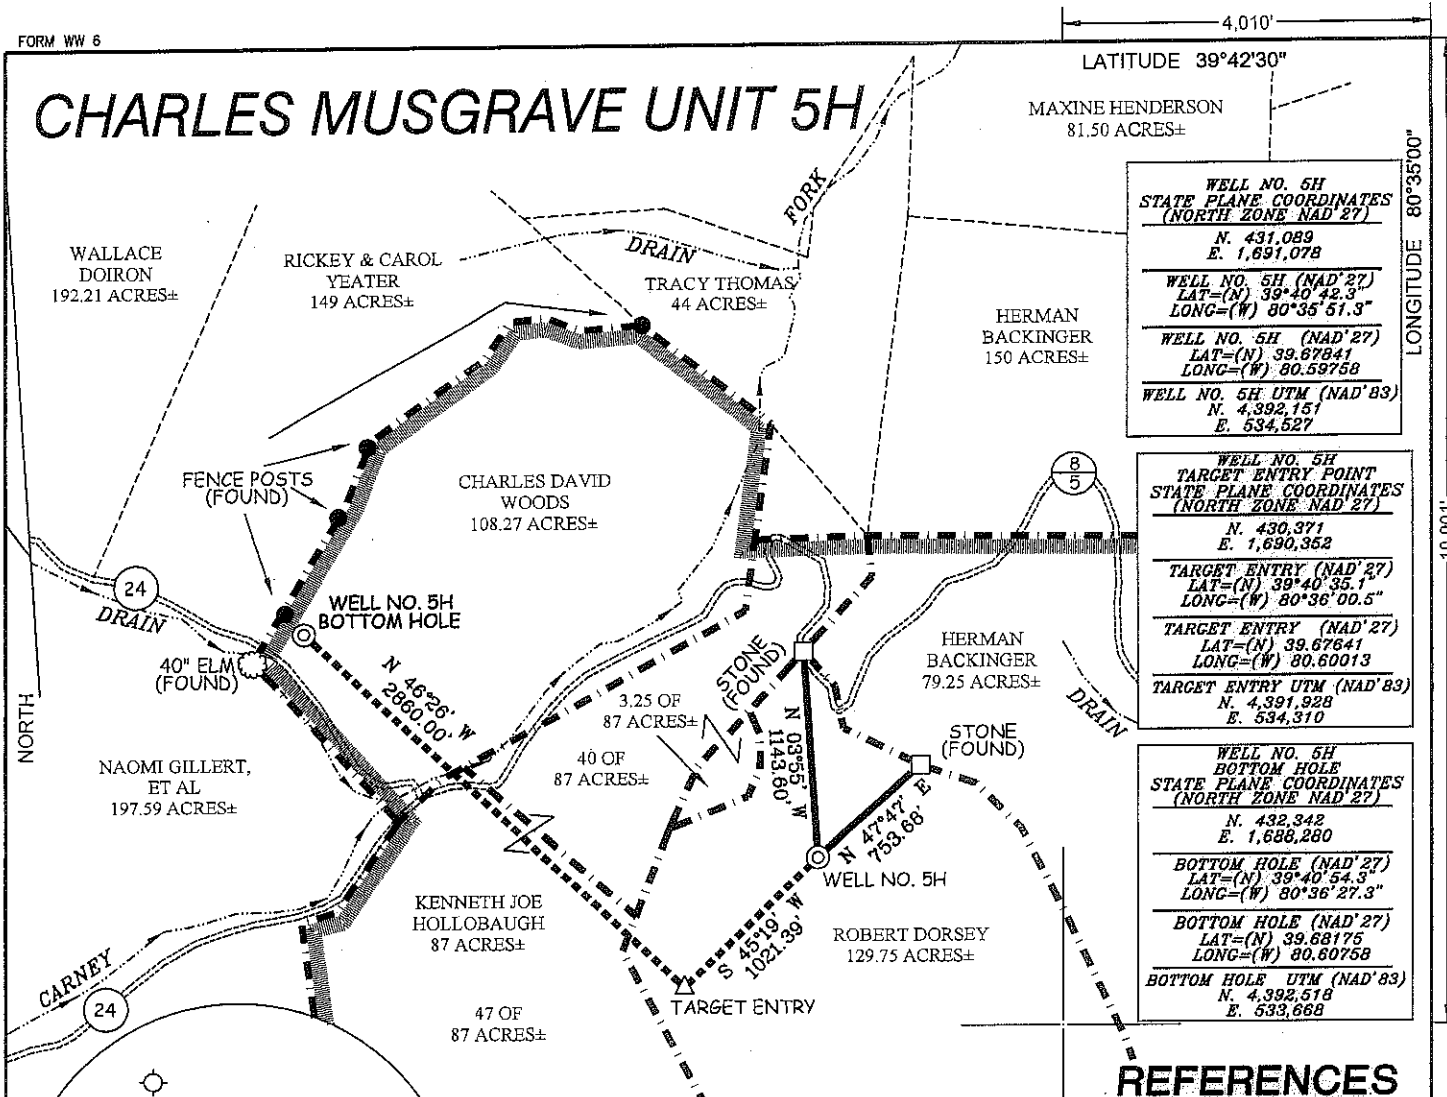 FORM WW 6
4,010'
LATITUDE 39°42'30"
CHARLES MUSGRAVE UNIT 5H
MAXINE HENDERSON
81.50 ACRES±
LONGITUDE 80°35'00"
FORK
DRAIN
WALLACE
DOIRON
192.21 ACRES±
RICKEY & CAROL
YEATER
149 ACRES±
TRACY THOMAS
44 ACRES±
HERMAN
BACKINGER
150 ACRES±
WELL NO. 5H
STATE PLANE COORDINATES
(NORTH ZONE NAD'27)
N. 431,089
E. 1,691,078
WELL NO. 5H (NAD'27)
LAT=(N) 39°40'42.3"
LONG=(W) 80°35'51.3"
WELL NO. 5H (NAD'27)
LAT=(N) 39.67841
LONG=(W) 80.59758
WELL NO. 5H UTM (NAD'83)
N. 4,392,151
E. 534,527
FENCE POSTS
(FOUND)
CHARLES DAVID
WOODS
108.27 ACRES±
8
5
WELL NO. 5H
TARGET ENTRY POINT
STATE PLANE COORDINATES
(NORTH ZONE NAD'27)
N. 430,371
E. 1,690,352
TARGET ENTRY (NAD'27)
LAT=(N) 39°40'35.1"
LONG=(W) 80°36'00.5"
TARGET ENTRY (NAD'27)
LAT=(N) 39.67641
LONG=(W) 80.60013
TARGET ENTRY UTM (NAD'83)
N. 4,391,928
E. 534,310
24
DRAIN
WELL NO. 5H
BOTTOM HOLE
40" ELM
(FOUND)
N 46°26' W
2860.00'
STONE
(FOUND)
3.25 OF
87 ACRES±
40 OF
87 ACRES±
N 03°55' W
1143.60'
HERMAN
BACKINGER
79.25 ACRES±
DRAIN
STONE
(FOUND)
NORTH
NAOMI GILLERT,
ET AL
197.59 ACRES±
N 47°47' E
753.68'
WELL NO. 5H
WELL NO. 5H
BOTTOM HOLE
STATE PLANE COORDINATES
(NORTH ZONE NAD'27)
N. 432,342
E. 1,688,280
BOTTOM HOLE (NAD'27)
LAT=(N) 39°40'54.3"
LONG=(W) 80°36'27.3"
BOTTOM HOLE (NAD'27)
LAT=(N) 39.68175
LONG=(W) 80.60758
BOTTOM HOLE UTM (NAD'83)
N. 4,392,518
E. 533,668
KENNETH JOE
HOLLOBAUGH
87 ACRES±
S 45°19' W
1021.39'
ROBERT DORSEY
129.75 ACRES±
CARNEY
24
TARGET ENTRY
47 OF
87 ACRES±
REFERENCES